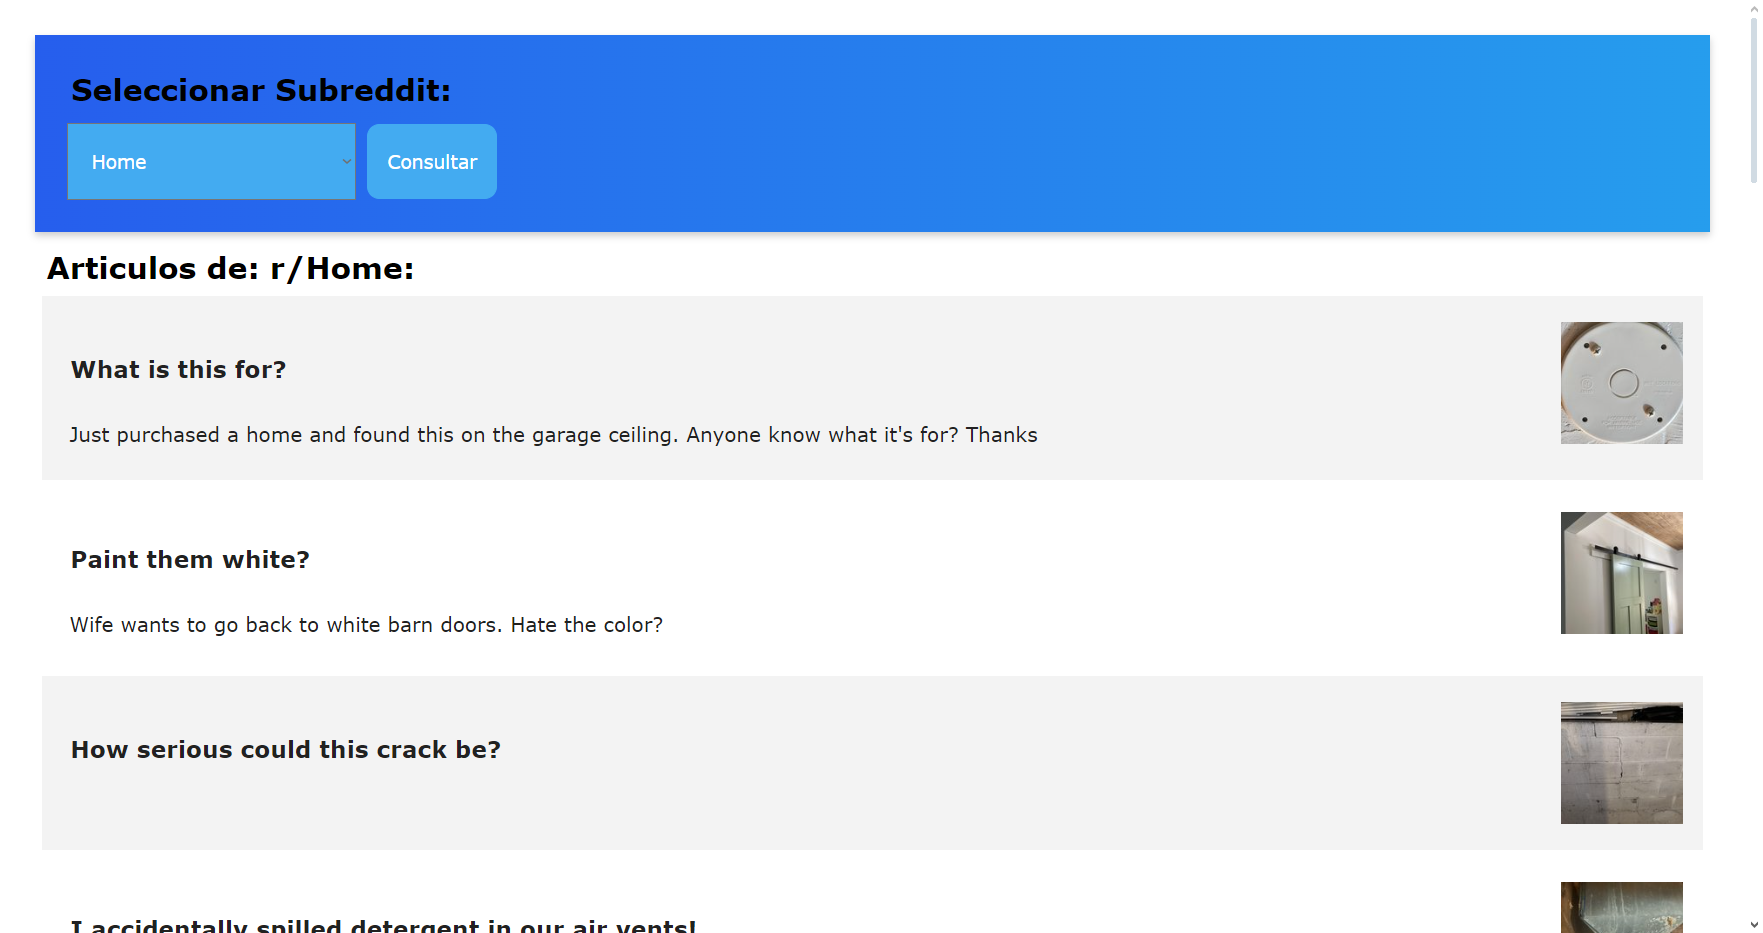 Seleccionar Subreddit:
Home
Consultar
Articulos de: r/Home:
What is this for?
Just purchased a home and found this on the garage ceiling. Anyone know what it's for? Thanks
Paint them white?
Wife wants to go back to white barn doors. Hate the color?
How serious could this crack be?
I accidentally spilled detergent in our air vents!